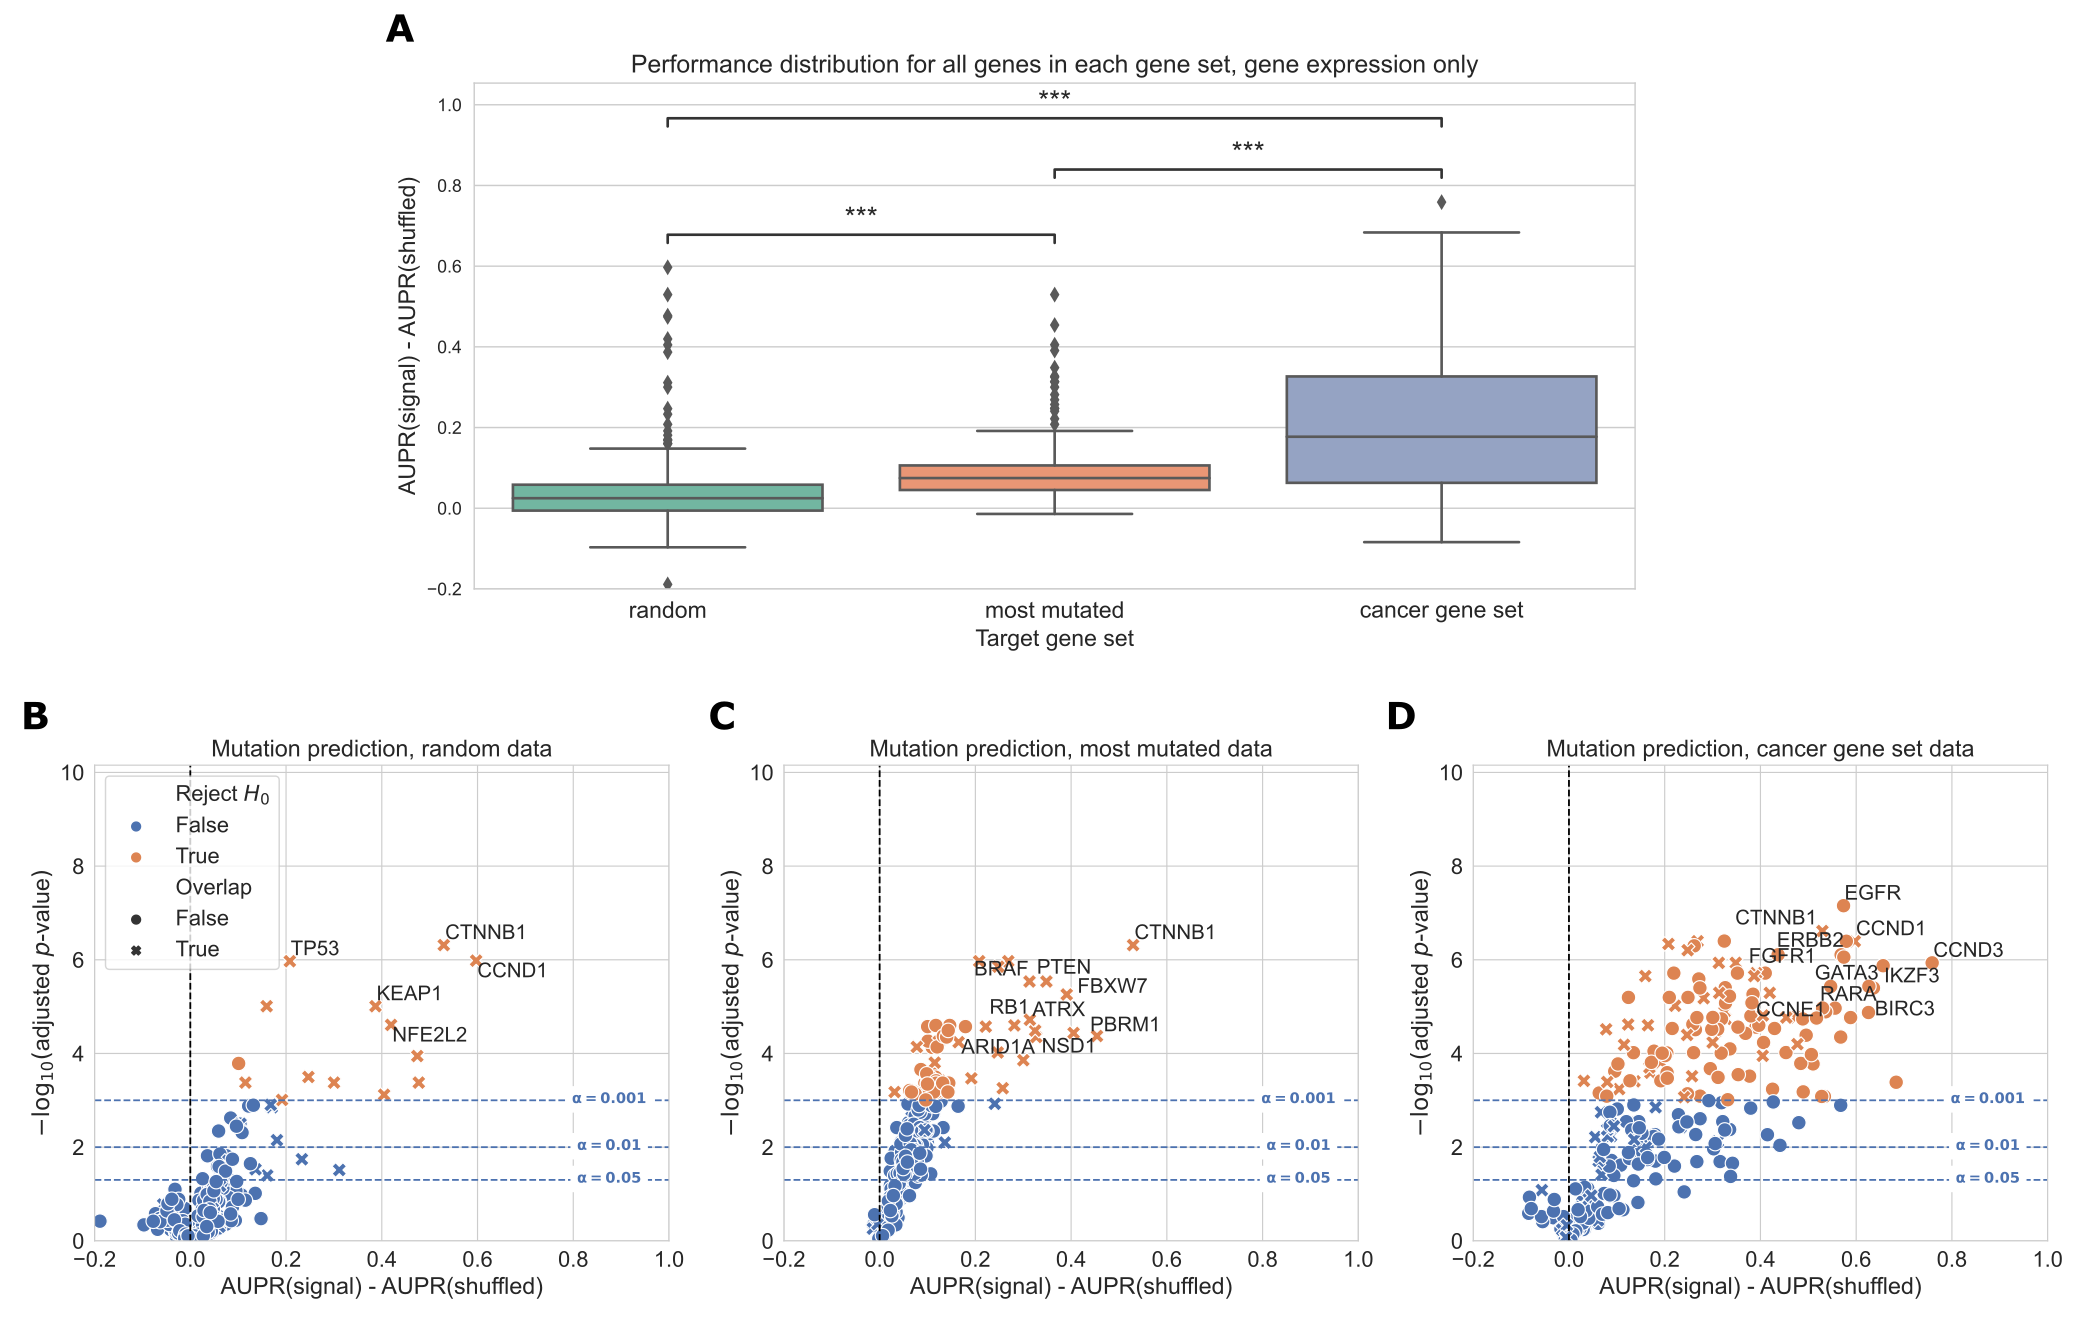 A
Performance distribution for all genes in each gene set, gene expression only
AUPR(signal) - AUPR(shuffled)
1.0
0.8
0.6
0.4
0.2
0.0
−0.2
***
***
***
random
most mutated
cancer gene set
Target gene set
B
Mutation prediction, random data
−log10(adjusted p-value)
10
8
6
4
2
0
Reject H0
False
True
Overlap
False
True
TP53
CTNNB1
CCND1
KEAP1
NFE2L2
α = 0.001
α = 0.01
α = 0.05
−0.2 0.0 0.2 0.4 0.6 0.8 1.0
AUPR(signal) - AUPR(shuffled)
C
Mutation prediction, most mutated data
−log10(adjusted p-value)
10
8
6
4
2
0
CTNNB1
BRAF
PTEN
FBXW7
RB1
ATRX
PBRM1
ARID1A
NSD1
α = 0.001
α = 0.01
α = 0.05
−0.2 0.0 0.2 0.4 0.6 0.8 1.0
AUPR(signal) - AUPR(shuffled)
D
Mutation prediction, cancer gene set data
−log10(adjusted p-value)
10
8
6
4
2
0
EGFR
CTNNB1
CCND1
ERBB2
CCND3
FGFR1
GATA3
IKZF3
RARA
CCNE1
BIRC3
α = 0.001
α = 0.01
α = 0.05
−0.2 0.0 0.2 0.4 0.6 0.8 1.0
AUPR(signal) - AUPR(shuffled)